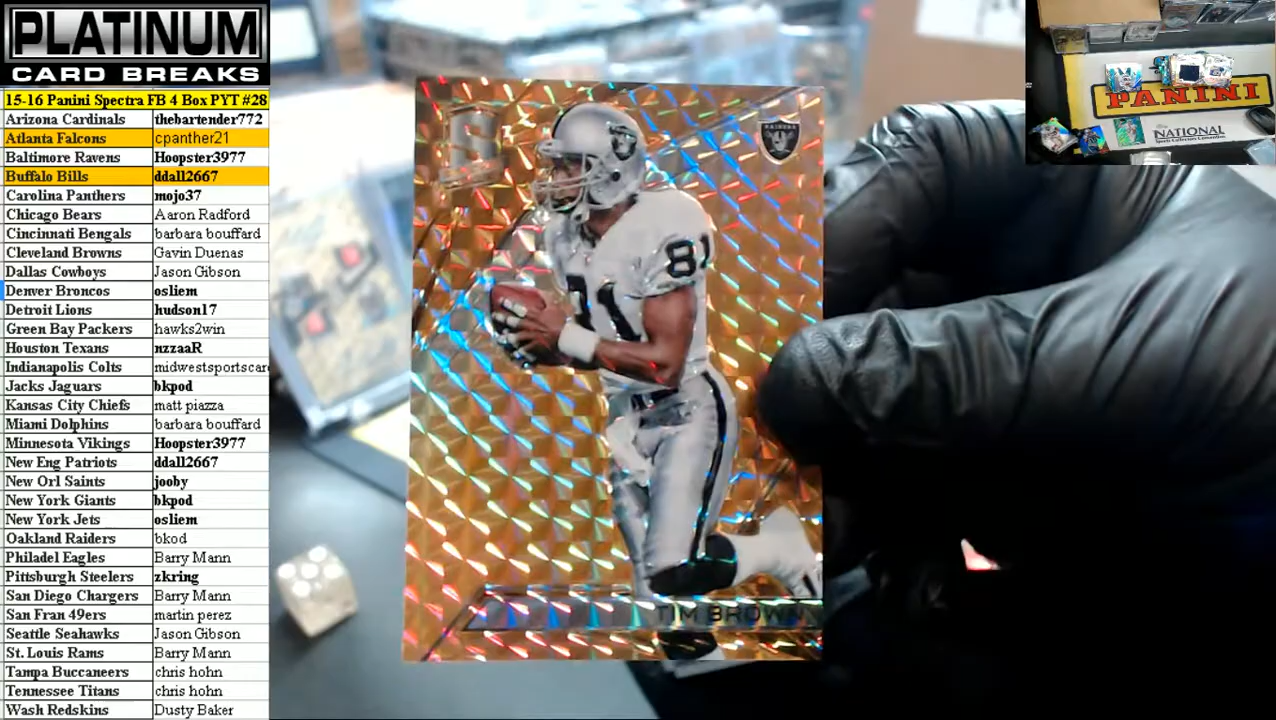 PLATINUM
CARD BREAKS
15-16 Panini Spectra FB 4 Box PYT #28
Arizona Cardinals thebartender772
Atlanta Falcons cpanther21
Baltimore Ravens Hoopster3977
Buffalo Bills ddall2667
Carolina Panthers mojo37
Chicago Bears Aaron Radford
Cincinnati Bengals barbara bouffard
Cleveland Browns Gavin Duenas
Dallas Cowboys Jason Gibson
Denver Broncos osliem
Detroit Lions hudson17
Green Bay Packers hawks2win
Houston Texans nzzaaR
Indianapolis Colts midwestsportscar
Jacks Jaguars bkpod
Kansas City Chiefs matt piazza
Miami Dolphins barbara bouffard
Minnesota Vikings Hoopster3977
New Eng Patriots ddall2667
New Orl Saints jooby
New York Giants bkpod
New York Jets osliem
Oakland Raiders bkod
Philadel Eagles Barry Mann
Pittsburgh Steelers zkring
San Diego Chargers Barry Mann
San Fran 49ers martin perez
Seattle Seahawks Jason Gibson
St. Louis Rams Barry Mann
Tampa Buccaneers chris hohn
Tennessee Titans chris hohn
Wash Redskins Dusty Baker
RAIDERS
81
81
TIM BROWN
PANINI
THE NATIONAL